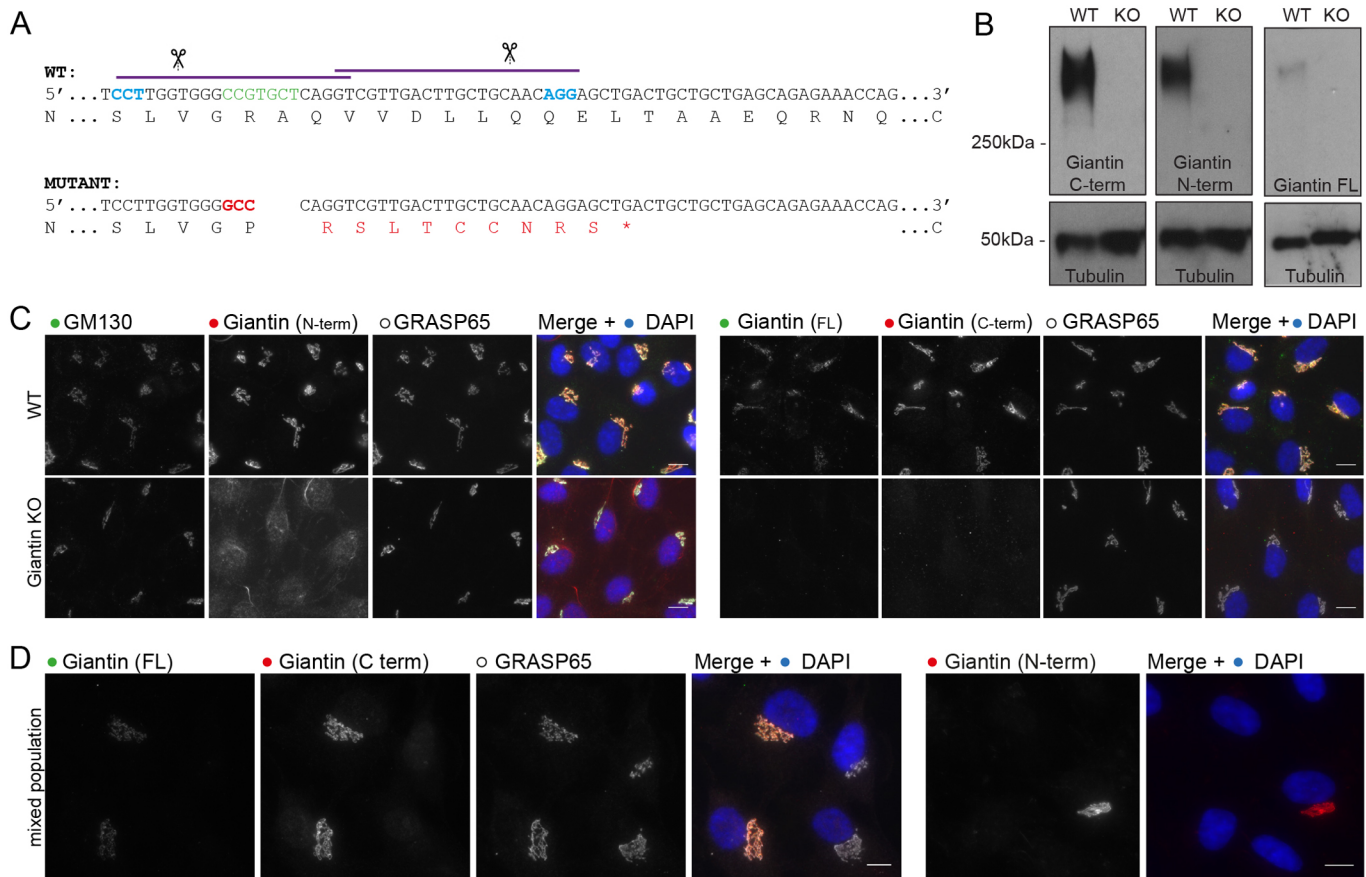 A
WT:
5' ...TCCTTGGTGGGCCGTGCTCAGGTCGTTGACTTGCTGCAACAGGAGCTGACTGCTGCTGAGCAGAGAAACCAG...3'
N ... S L V G R A Q V V D L L Q Q E L T A A E Q R N Q ...C
MUTANT:
5' ...TCCTTGGTGGGGCC CAGGTCGTTGACTTGCTGCAACAGGAGCTGACTGCTGCTGAGCAGAGAAACCAG...3'
N ... S L V G P R S L T C C N R S * ...C
B
WT KO WT KO WT KO
250kDa -
Giantin C-term
Giantin N-term
Giantin FL
50kDa -
Tubulin Tubulin Tubulin
C
GM130 Giantin (N-term) GRASP65 Merge + DAPI Giantin (FL) Giantin (C-term) GRASP65 Merge + DAPI
WT
Giantin KO
D
Giantin (FL) Giantin (C term) GRASP65 Merge + DAPI Giantin (N-term) Merge + DAPI
mixed population